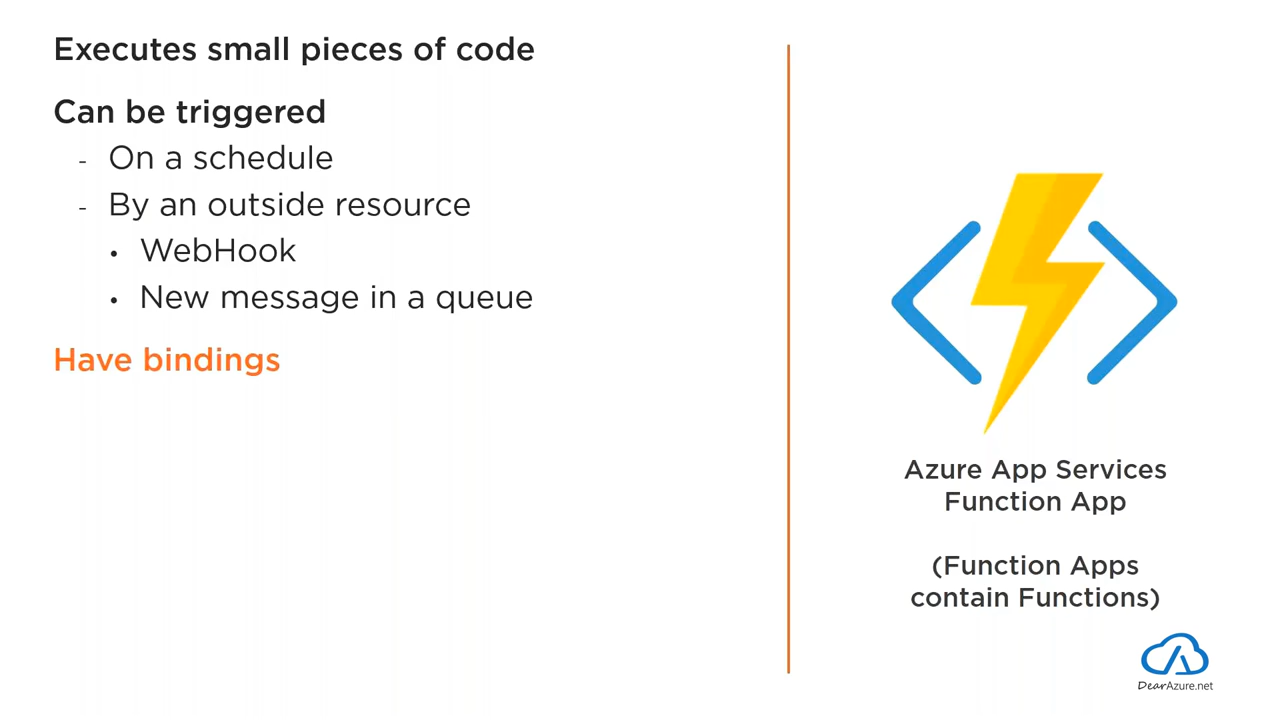 Executes small pieces of code
Can be triggered
- On a schedule
- By an outside resource
• WebHook
• New message in a queue
Have bindings
Azure App Services
Function App
(Function Apps
contain Functions)
DearAzure.net